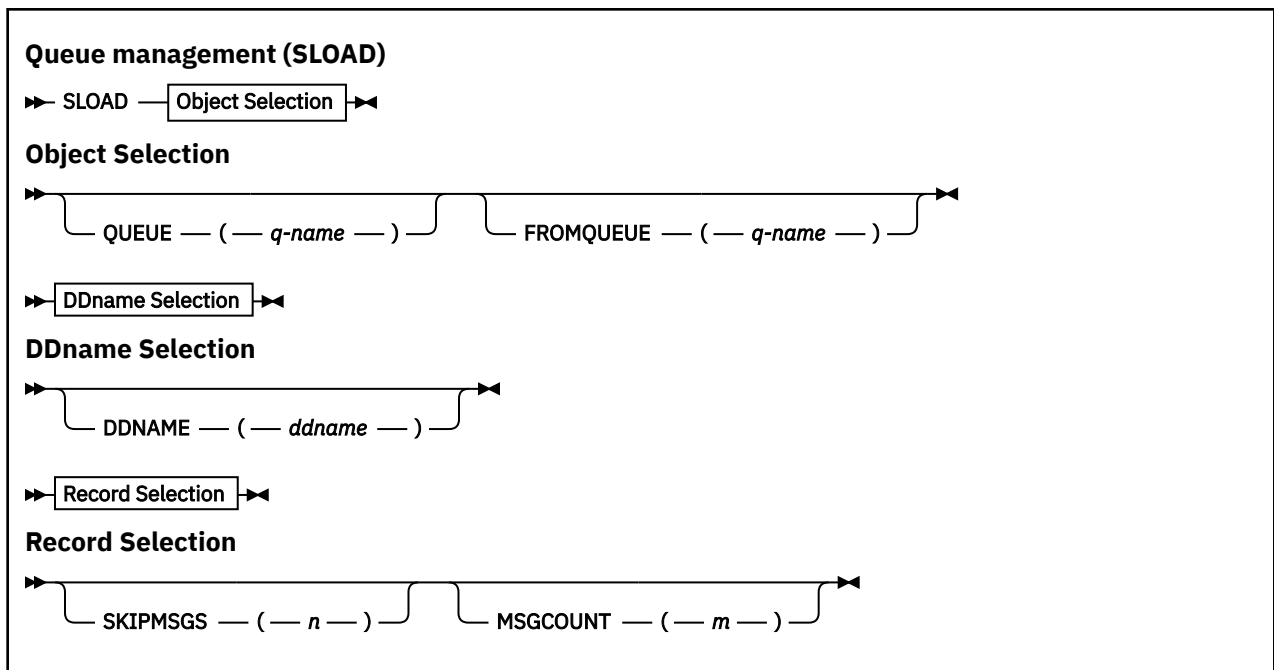 Queue management (SLOAD)
SLOAD Object Selection
Object Selection
QUEUE ( q-name ) FROMQUEUE ( q-name )
DDname Selection
DDname Selection
DDNAME ( ddname )
Record Selection
Record Selection
SKIPMSGS ( n ) MSGCOUNT ( m )